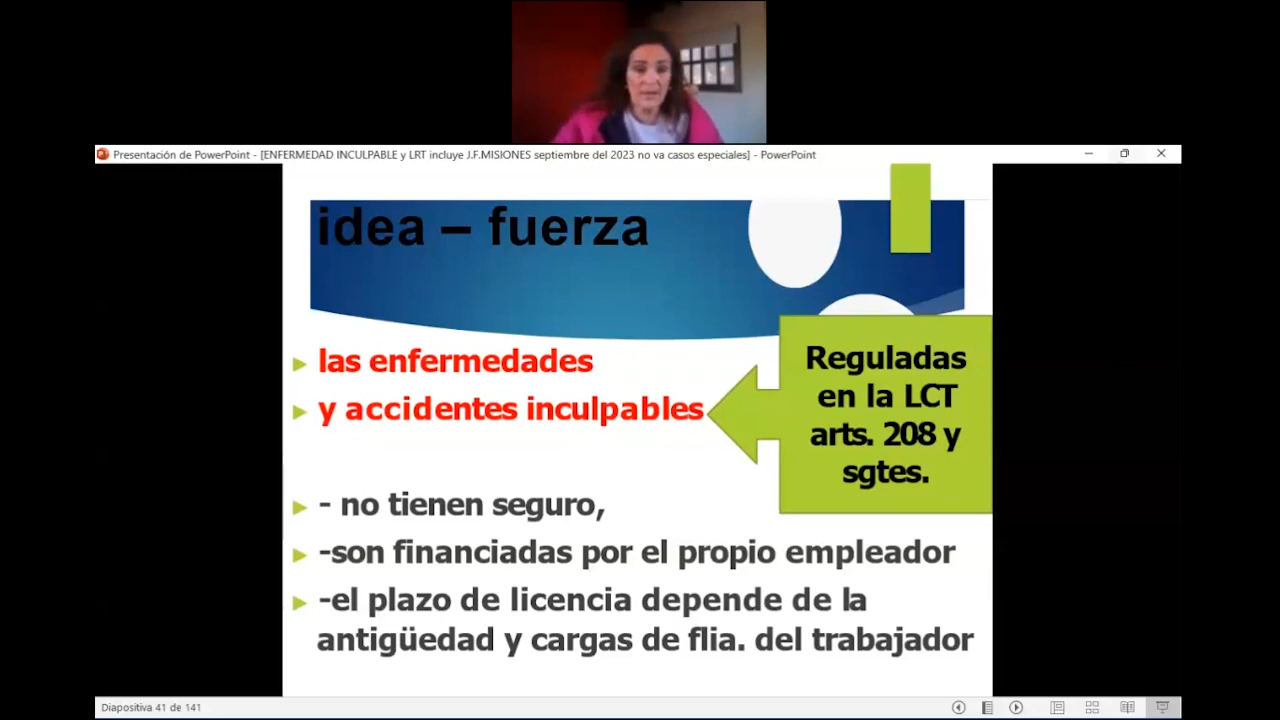 Presentación de PowerPoint - [ENFERMEDAD INCULPABLE y LRT incluye J.F.MISIONES septiembre del 2023 no va casos especiales] - PowerPoint
idea – fuerza
las enfermedades
y accidentes inculpables
Reguladas
en la LCT
arts. 208 y
sgtes.
- no tienen seguro,
-son financiadas por el propio empleador
-el plazo de licencia depende de la
antigüedad y cargas de flia. del trabajador
Diapositiva 41 de 141